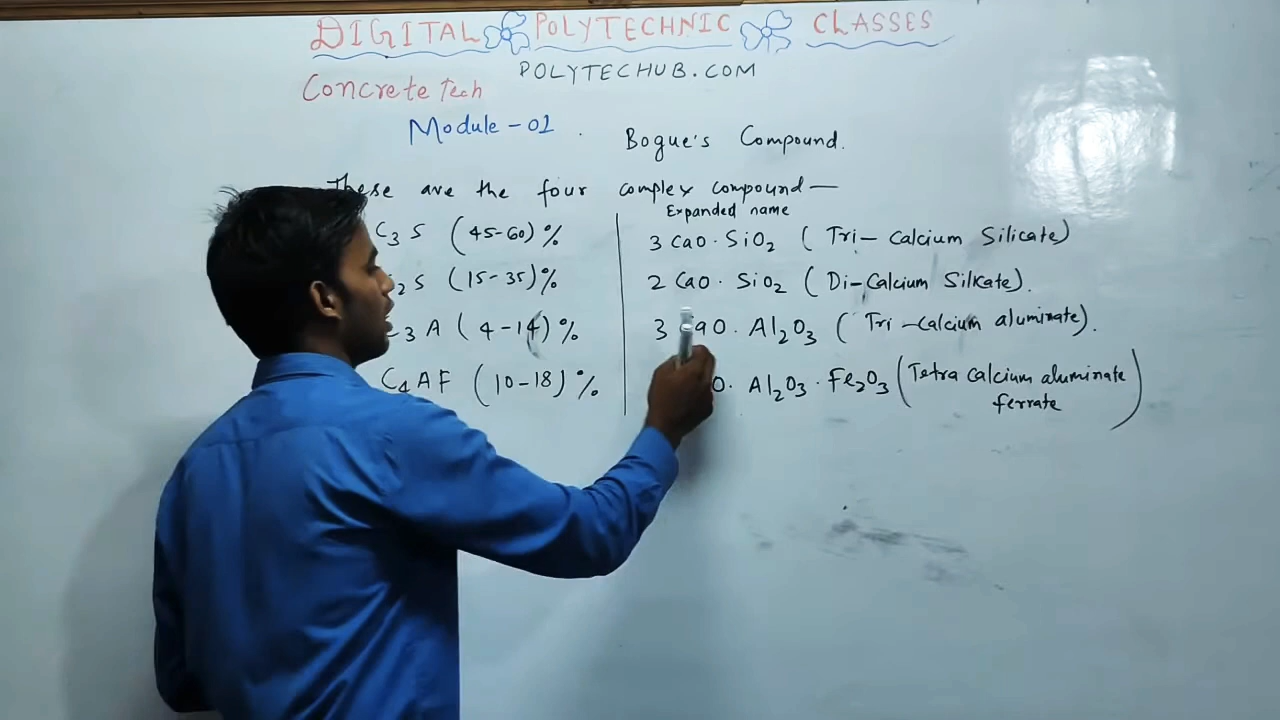 DIGITAL POLYTECHNIC CLASSES
POLYTECHUB.COM
Concrete Tech
Module-01
Bogue's Compound.
These are the four complex compound—
Expanded name
C3 S (45-60)% 3 CaO. SiO2 (Tri- Calcium Silicate)
2 S (15-35)% 2 CaO. SiO2 (Di-Calcium Silicate).
3 A (4-14)% 3 aO. Al2O3 (Tri-Calcium aluminate).
C4 A F (10-18)% O. Al2O3. Fe2O3 (Tetra Calcium aluminate
ferrate)